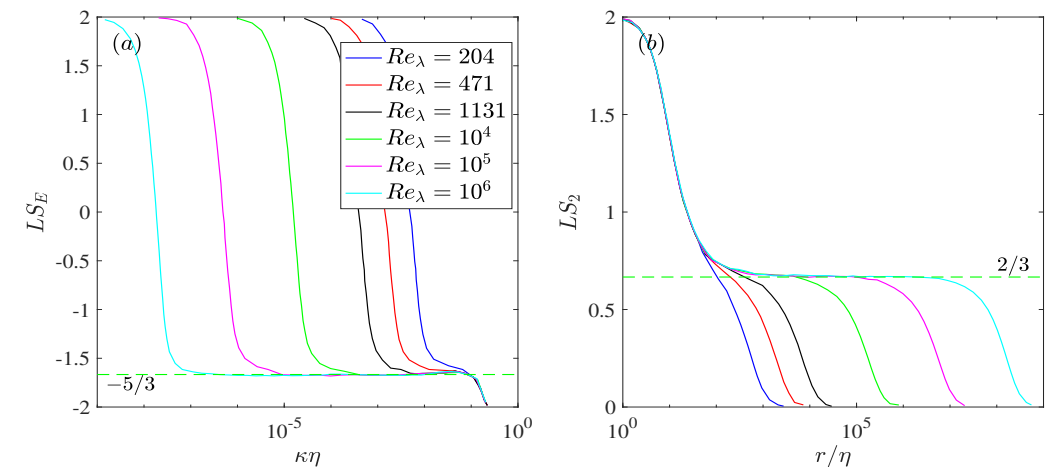 (a)
2
1.5
1
0.5
0
-0.5
-1
-1.5
-2
LS_E
−5/3
10^-5
10^0
κη
Re_λ = 204
Re_λ = 471
Re_λ = 1131
Re_λ = 10^4
Re_λ = 10^5
Re_λ = 10^6
(b)
2
1.5
1
0.5
0
LS_2
2/3
10^0
10^5
r/η